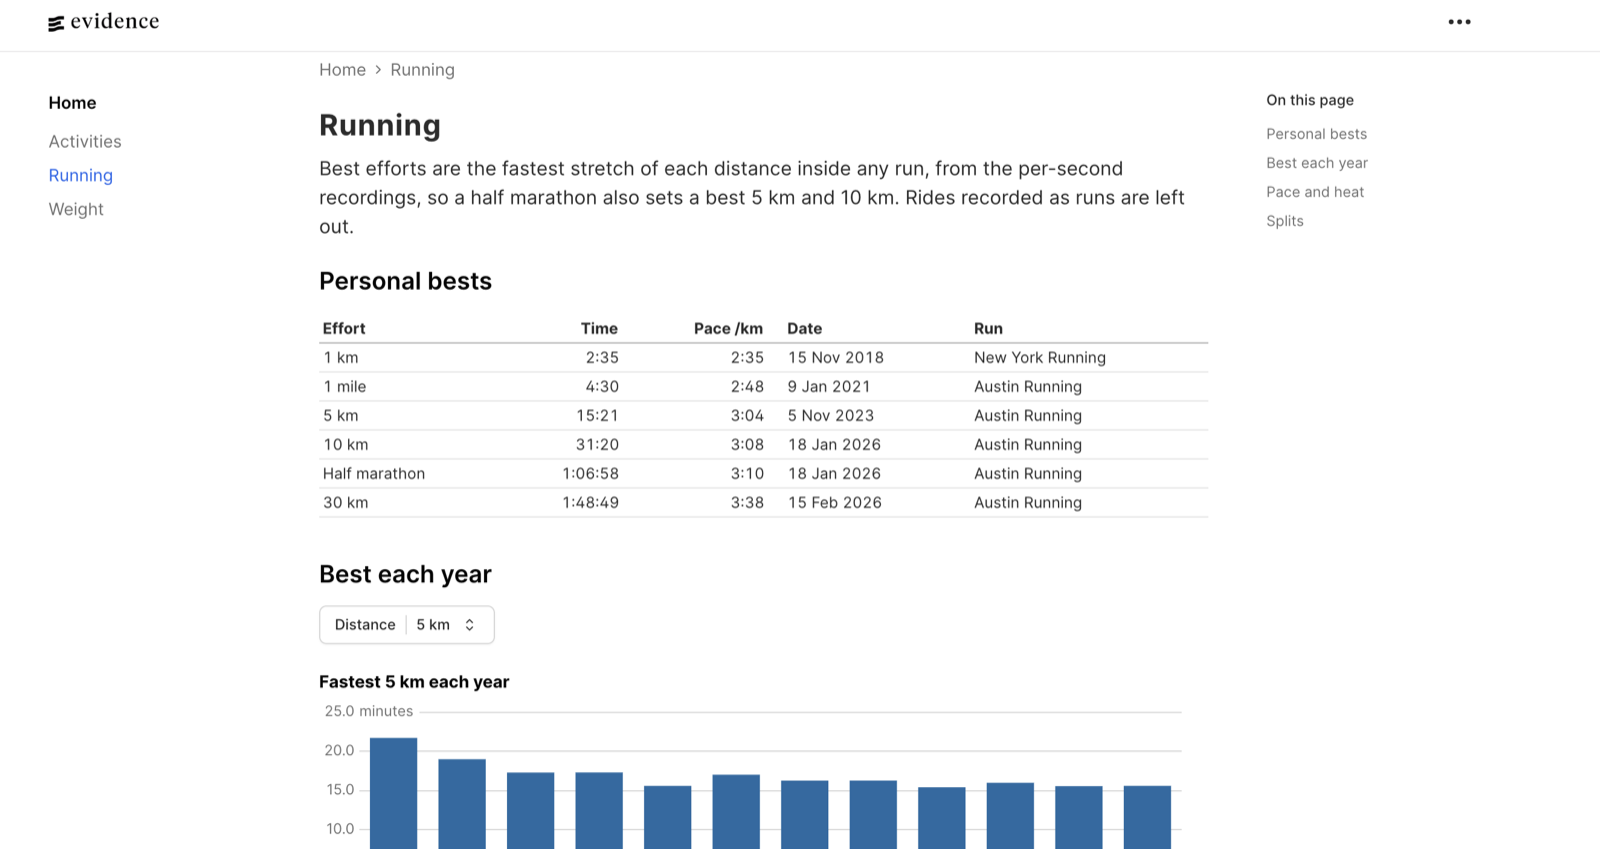 evidence
•••
Home
Activities
Running
Weight
Home › Running
Running
Best efforts are the fastest stretch of each distance inside any run, from the per-second
recordings, so a half marathon also sets a best 5 km and 10 km. Rides recorded as runs are left
out.
Personal bests
Effort Time Pace /km Date Run
1 km 2:35 2:35 15 Nov 2018 New York Running
1 mile 4:30 2:48 9 Jan 2021 Austin Running
5 km 15:21 3:04 5 Nov 2023 Austin Running
10 km 31:20 3:08 18 Jan 2026 Austin Running
Half marathon 1:06:58 3:10 18 Jan 2026 Austin Running
30 km 1:48:49 3:38 15 Feb 2026 Austin Running
Best each year
Distance 5 km
Fastest 5 km each year
25.0 minutes
20.0
15.0
10.0
On this page
Personal bests
Best each year
Pace and heat
Splits